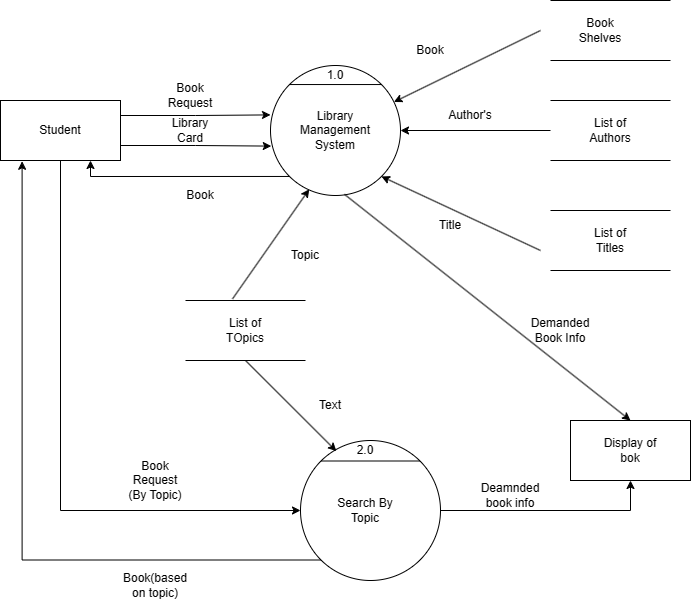 Book
Shelves
1.0
Book
Book
Request
Library
Management
System
Author's
List of
Authors
Student
Library
Card
Book
Title
List of
Titles
Topic
List of
TOpics
Demanded
Book Info
Text
2.0
Display of
bok
Book
Request
(By Topic)
Search By
Topic
Deamnded
book info
Book(based
on topic)